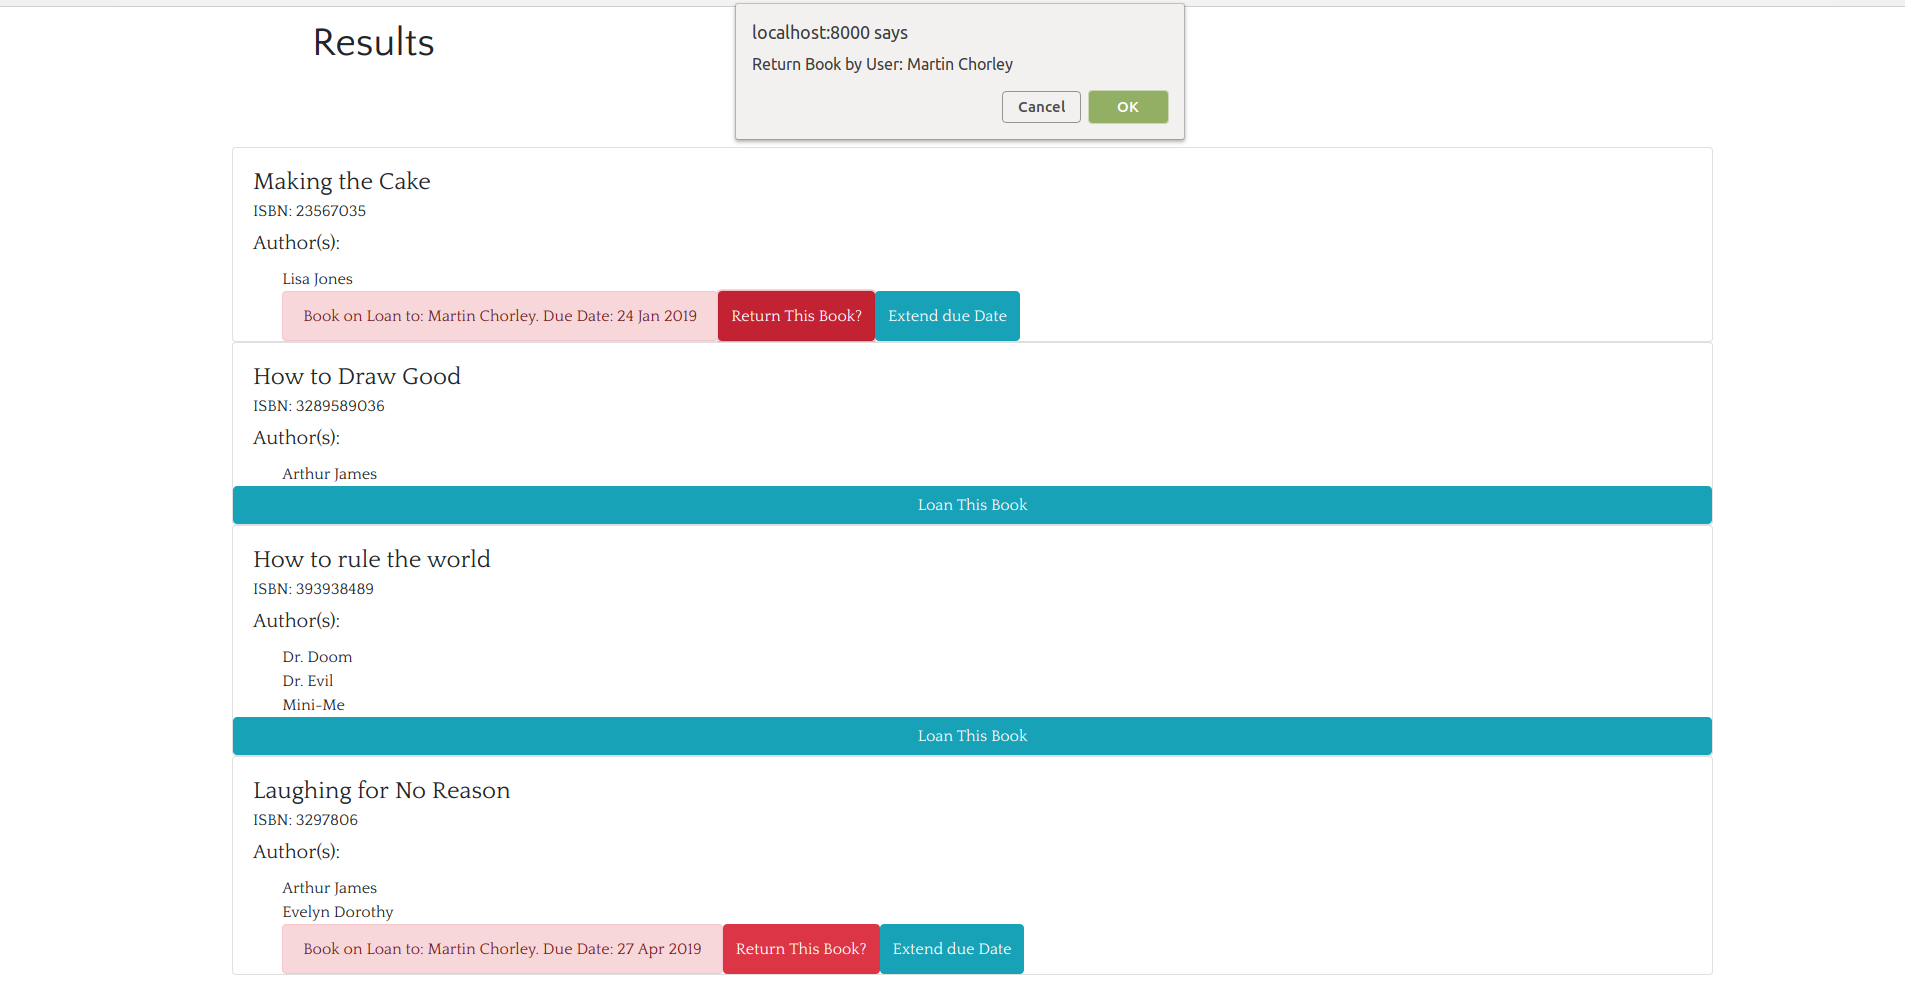 Results
localhost:8000 says
Return Book by User: Martin Chorley
Cancel OK
Making the Cake
ISBN: 23567035
Author(s):
Lisa Jones
Book on Loan to: Martin Chorley. Due Date: 24 Jan 2019 Return This Book? Extend due Date
How to Draw Good
ISBN: 3289589036
Author(s):
Arthur James
Loan This Book
How to rule the world
ISBN: 393938489
Author(s):
Dr. Doom
Dr. Evil
Mini-Me
Loan This Book
Laughing for No Reason
ISBN: 3297806
Author(s):
Arthur James
Evelyn Dorothy
Book on Loan to: Martin Chorley. Due Date: 27 Apr 2019 Return This Book? Extend due Date